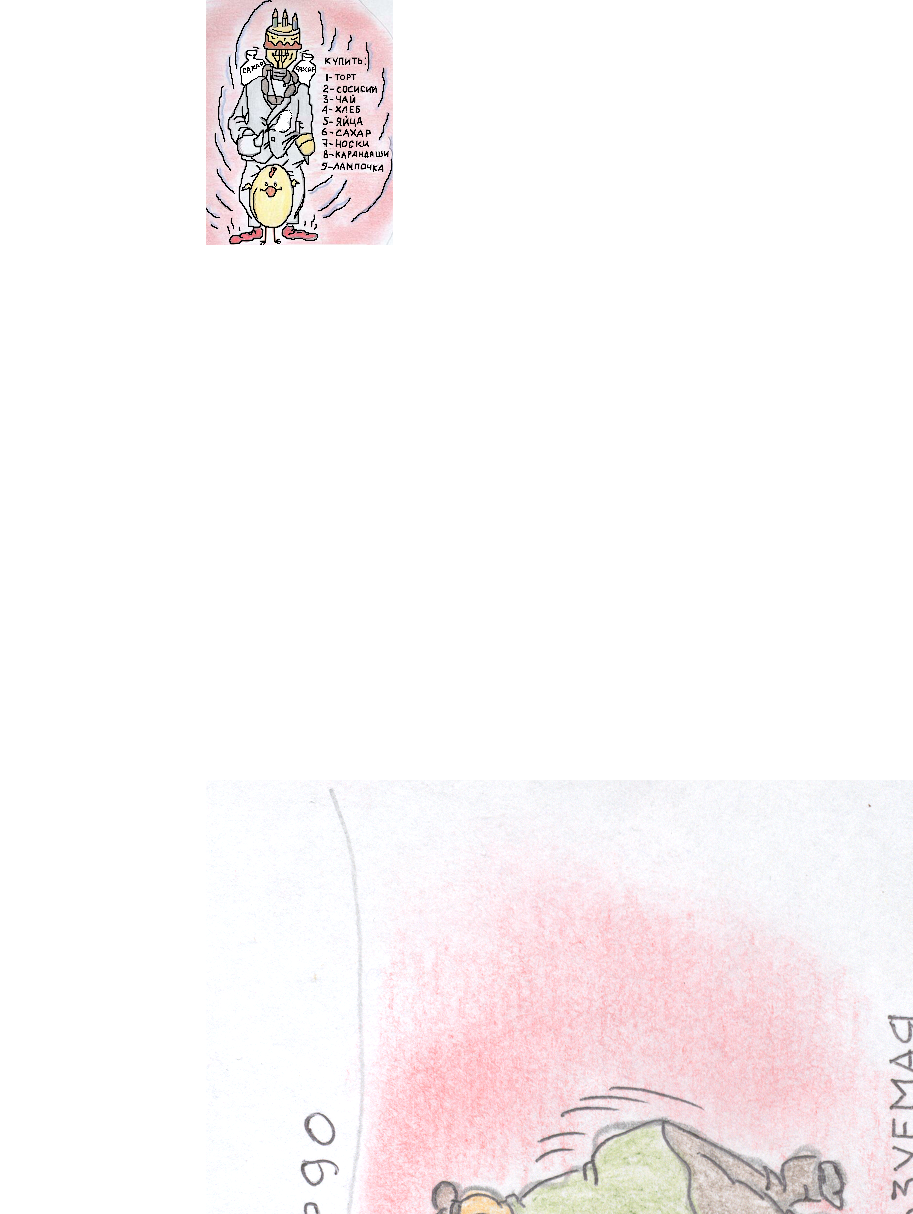 САХАР
САХАР
КУПИТЬ:
1-ТОРТ
2-СОСИСКИ
3-ЧАЙ
4-ХЛЕБ
5-ЯЙЦА
6-САХАР
7-НОСКИ
8-КАРАНДАШИ
9-ЛАМПОЧКА